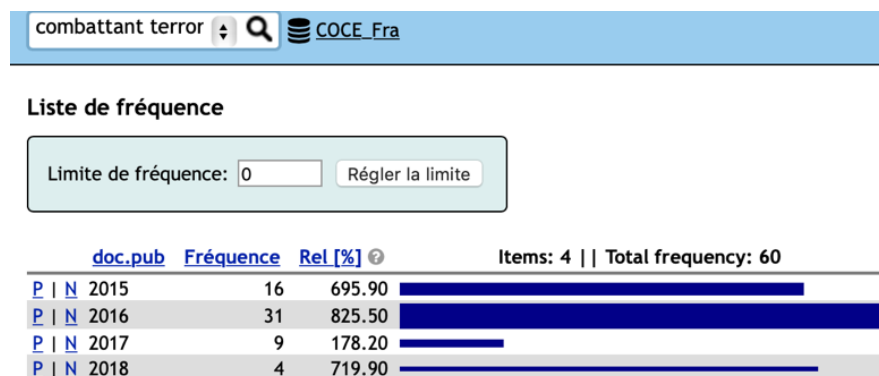 combattant terror COCE_Fra
Liste de fréquence
Limite de fréquence: 0 Régler la limite
doc.pub Fréquence Rel [%] ? Items: 4 || Total frequency: 60
P | N 2015 16 695.90
P | N 2016 31 825.50
P | N 2017 9 178.20
P | N 2018 4 719.90